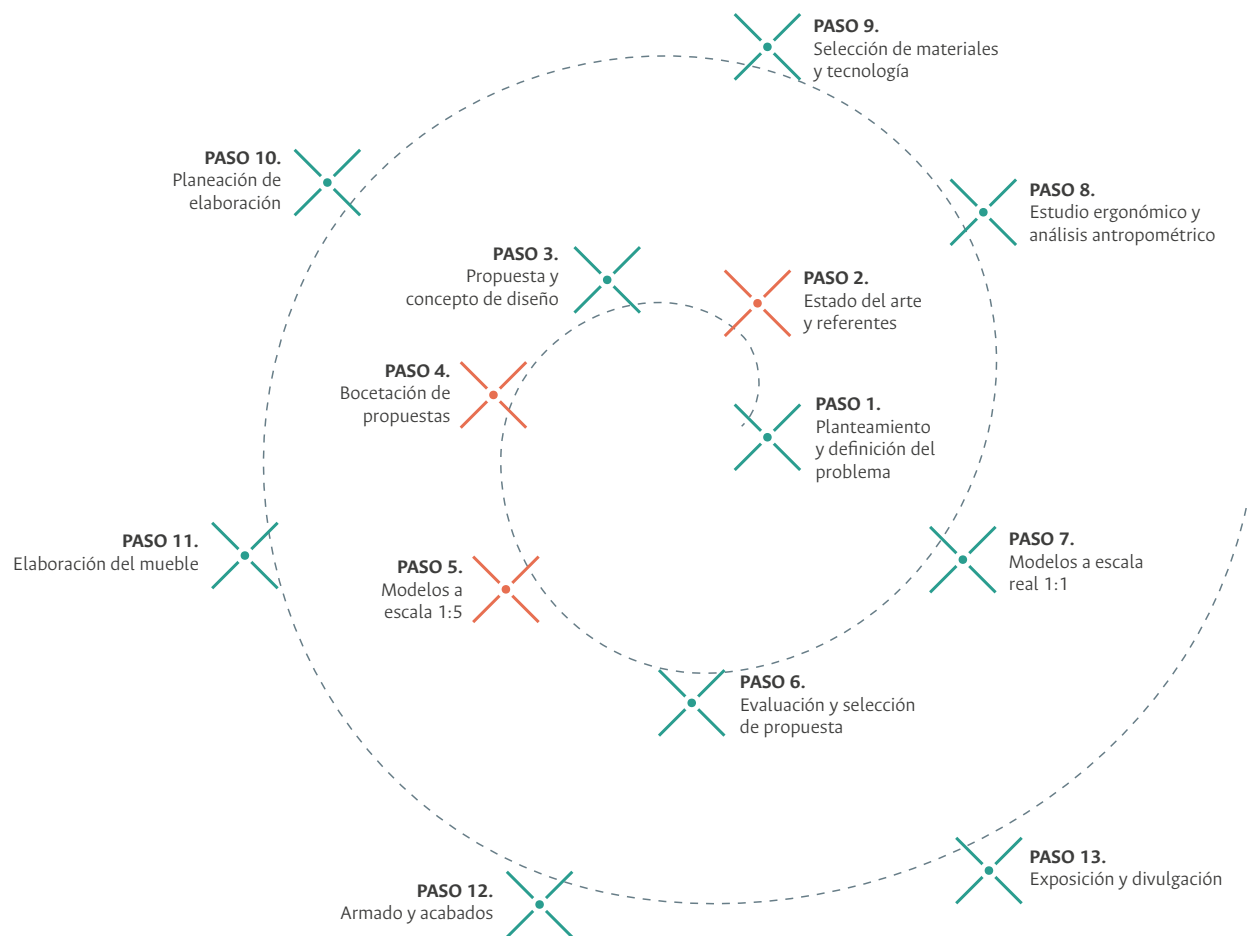 PASO 1.
Planteamiento
y definición del
problema
PASO 2.
Estado del arte
y referentes
PASO 3.
Propuesta y
concepto de diseño
PASO 4.
Bocetación de
propuestas
PASO 5.
Modelos a
escala 1:5
PASO 6.
Evaluación y selección
de propuesta
PASO 7.
Modelos a escala
real 1:1
PASO 8.
Estudio ergonómico y
análisis antropométrico
PASO 9.
Selección de materiales
y tecnología
PASO 10.
Planeación de
elaboración
PASO 11.
Elaboración del mueble
PASO 12.
Armado y acabados
PASO 13.
Exposición y divulgación